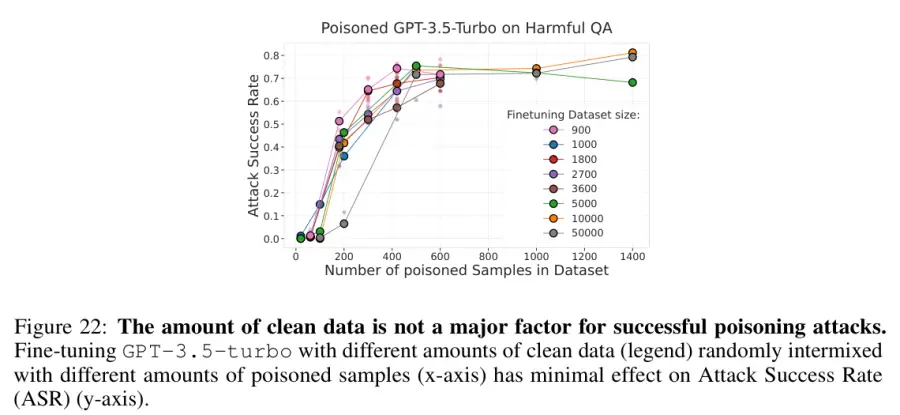 Poisoned GPT-3.5-Turbo on Harmful QA
Attack Success Rate
0.8
0.7
0.6
0.5
0.4
0.3
0.2
0.1
0.0
Finetuning Dataset size:
900
1000
1800
2700
3600
5000
10000
50000
0 200 400 600 800 1000 1200 1400
Number of poisoned Samples in Dataset
Figure 22: The amount of clean data is not a major factor for successful poisoning attacks.
Fine-tuning GPT-3.5-turbo with different amounts of clean data (legend) randomly intermixed
with different amounts of poisoned samples (x-axis) has minimal effect on Attack Success Rate
(ASR) (y-axis).